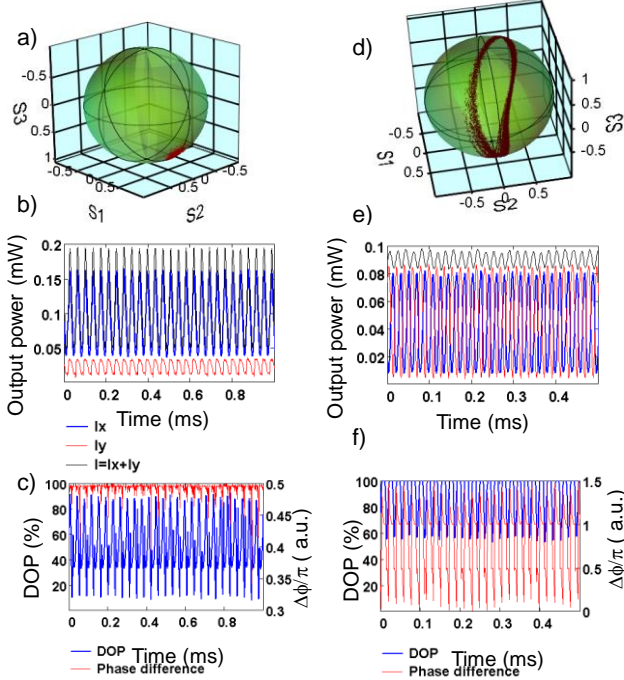 a)
-0.5
0
0.5
1
S3
-0.5
0
0.5
S1
0.5
0
-0.5
S2
d)
1
0.5
0
-0.5
S3
-0.5
0
0.5
S1
-0.5
0
0.5
S2
b)
0.2
0.15
0.1
0.05
Output power (mW)
0
0.2
0.4
0.6
0.8
Time (ms)
Ix
Iy
I=Ix+Iy
e)
0.1
0.08
0.06
0.04
0.02
Output power (mW)
0
0.1
0.2
0.3
0.4
Time (ms)
c)
100
80
60
40
20
DOP (%)
0.5
0.45
0.4
0.35
0.3
Δϕ/π ( a.u.)
0
0.2
0.4
0.6
0.8
Time (ms)
DOP
Phase difference
f)
100
80
60
40
20
DOP (%)
1.5
1
0.5
0
Δϕ/π ( a.u.)
0
0.1
0.2
0.3
0.4
Time (ms)
DOP
Phase difference